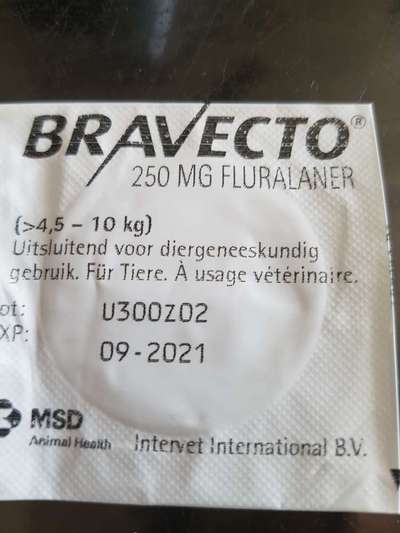 BRAVECTO®
250 MG FLURALANER
(>4,5 – 10 kg)
Uitsluitend voor diergeneeskundig
gebruik. Für Tiere. À usage vétérinaire.
ot: U300Z02
XP: 09-2021
MSD
Animal Health Intervet International B.V.